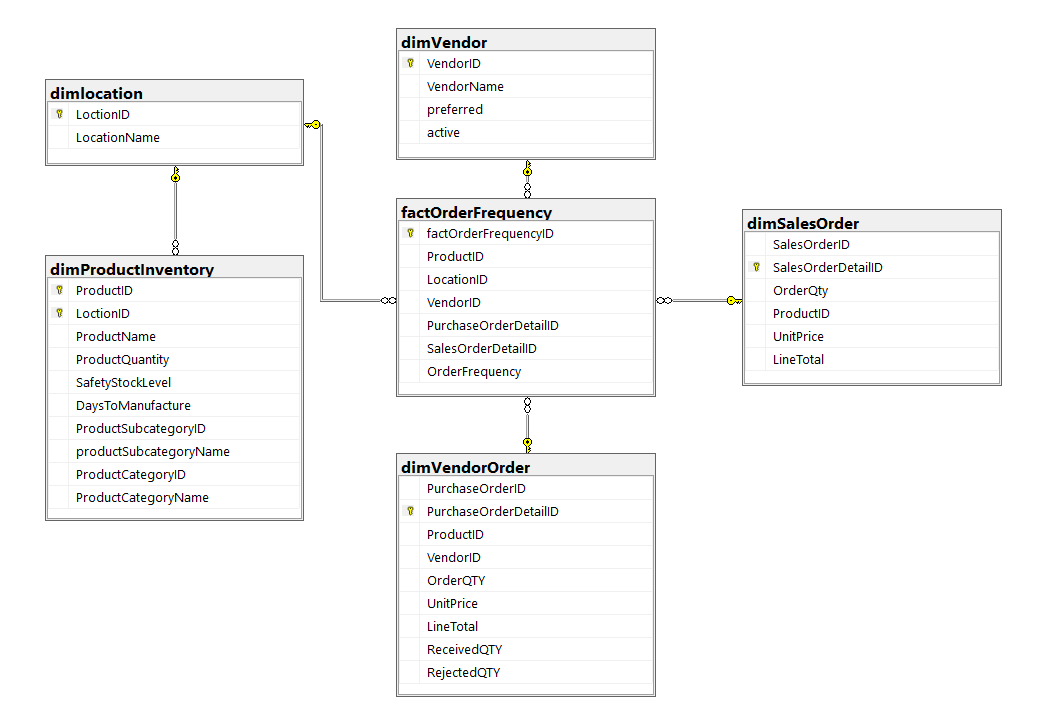 dimVendor
VendorID
VendorName
preferred
active
dimlocation
LoctionID
LocationName
factOrderFrequency
factOrderFrequencyID
ProductID
LocationID
VendorID
PurchaseOrderDetailID
SalesOrderDetailID
OrderFrequency
dimSalesOrder
SalesOrderID
SalesOrderDetailID
OrderQty
ProductID
UnitPrice
LineTotal
dimProductInventory
ProductID
LoctionID
ProductName
ProductQuantity
SafetyStockLevel
DaysToManufacture
ProductSubcategoryID
productSubcategoryName
ProductCategoryID
ProductCategoryName
dimVendorOrder
PurchaseOrderID
PurchaseOrderDetailID
ProductID
VendorID
OrderQTY
UnitPrice
LineTotal
ReceivedQTY
RejectedQTY